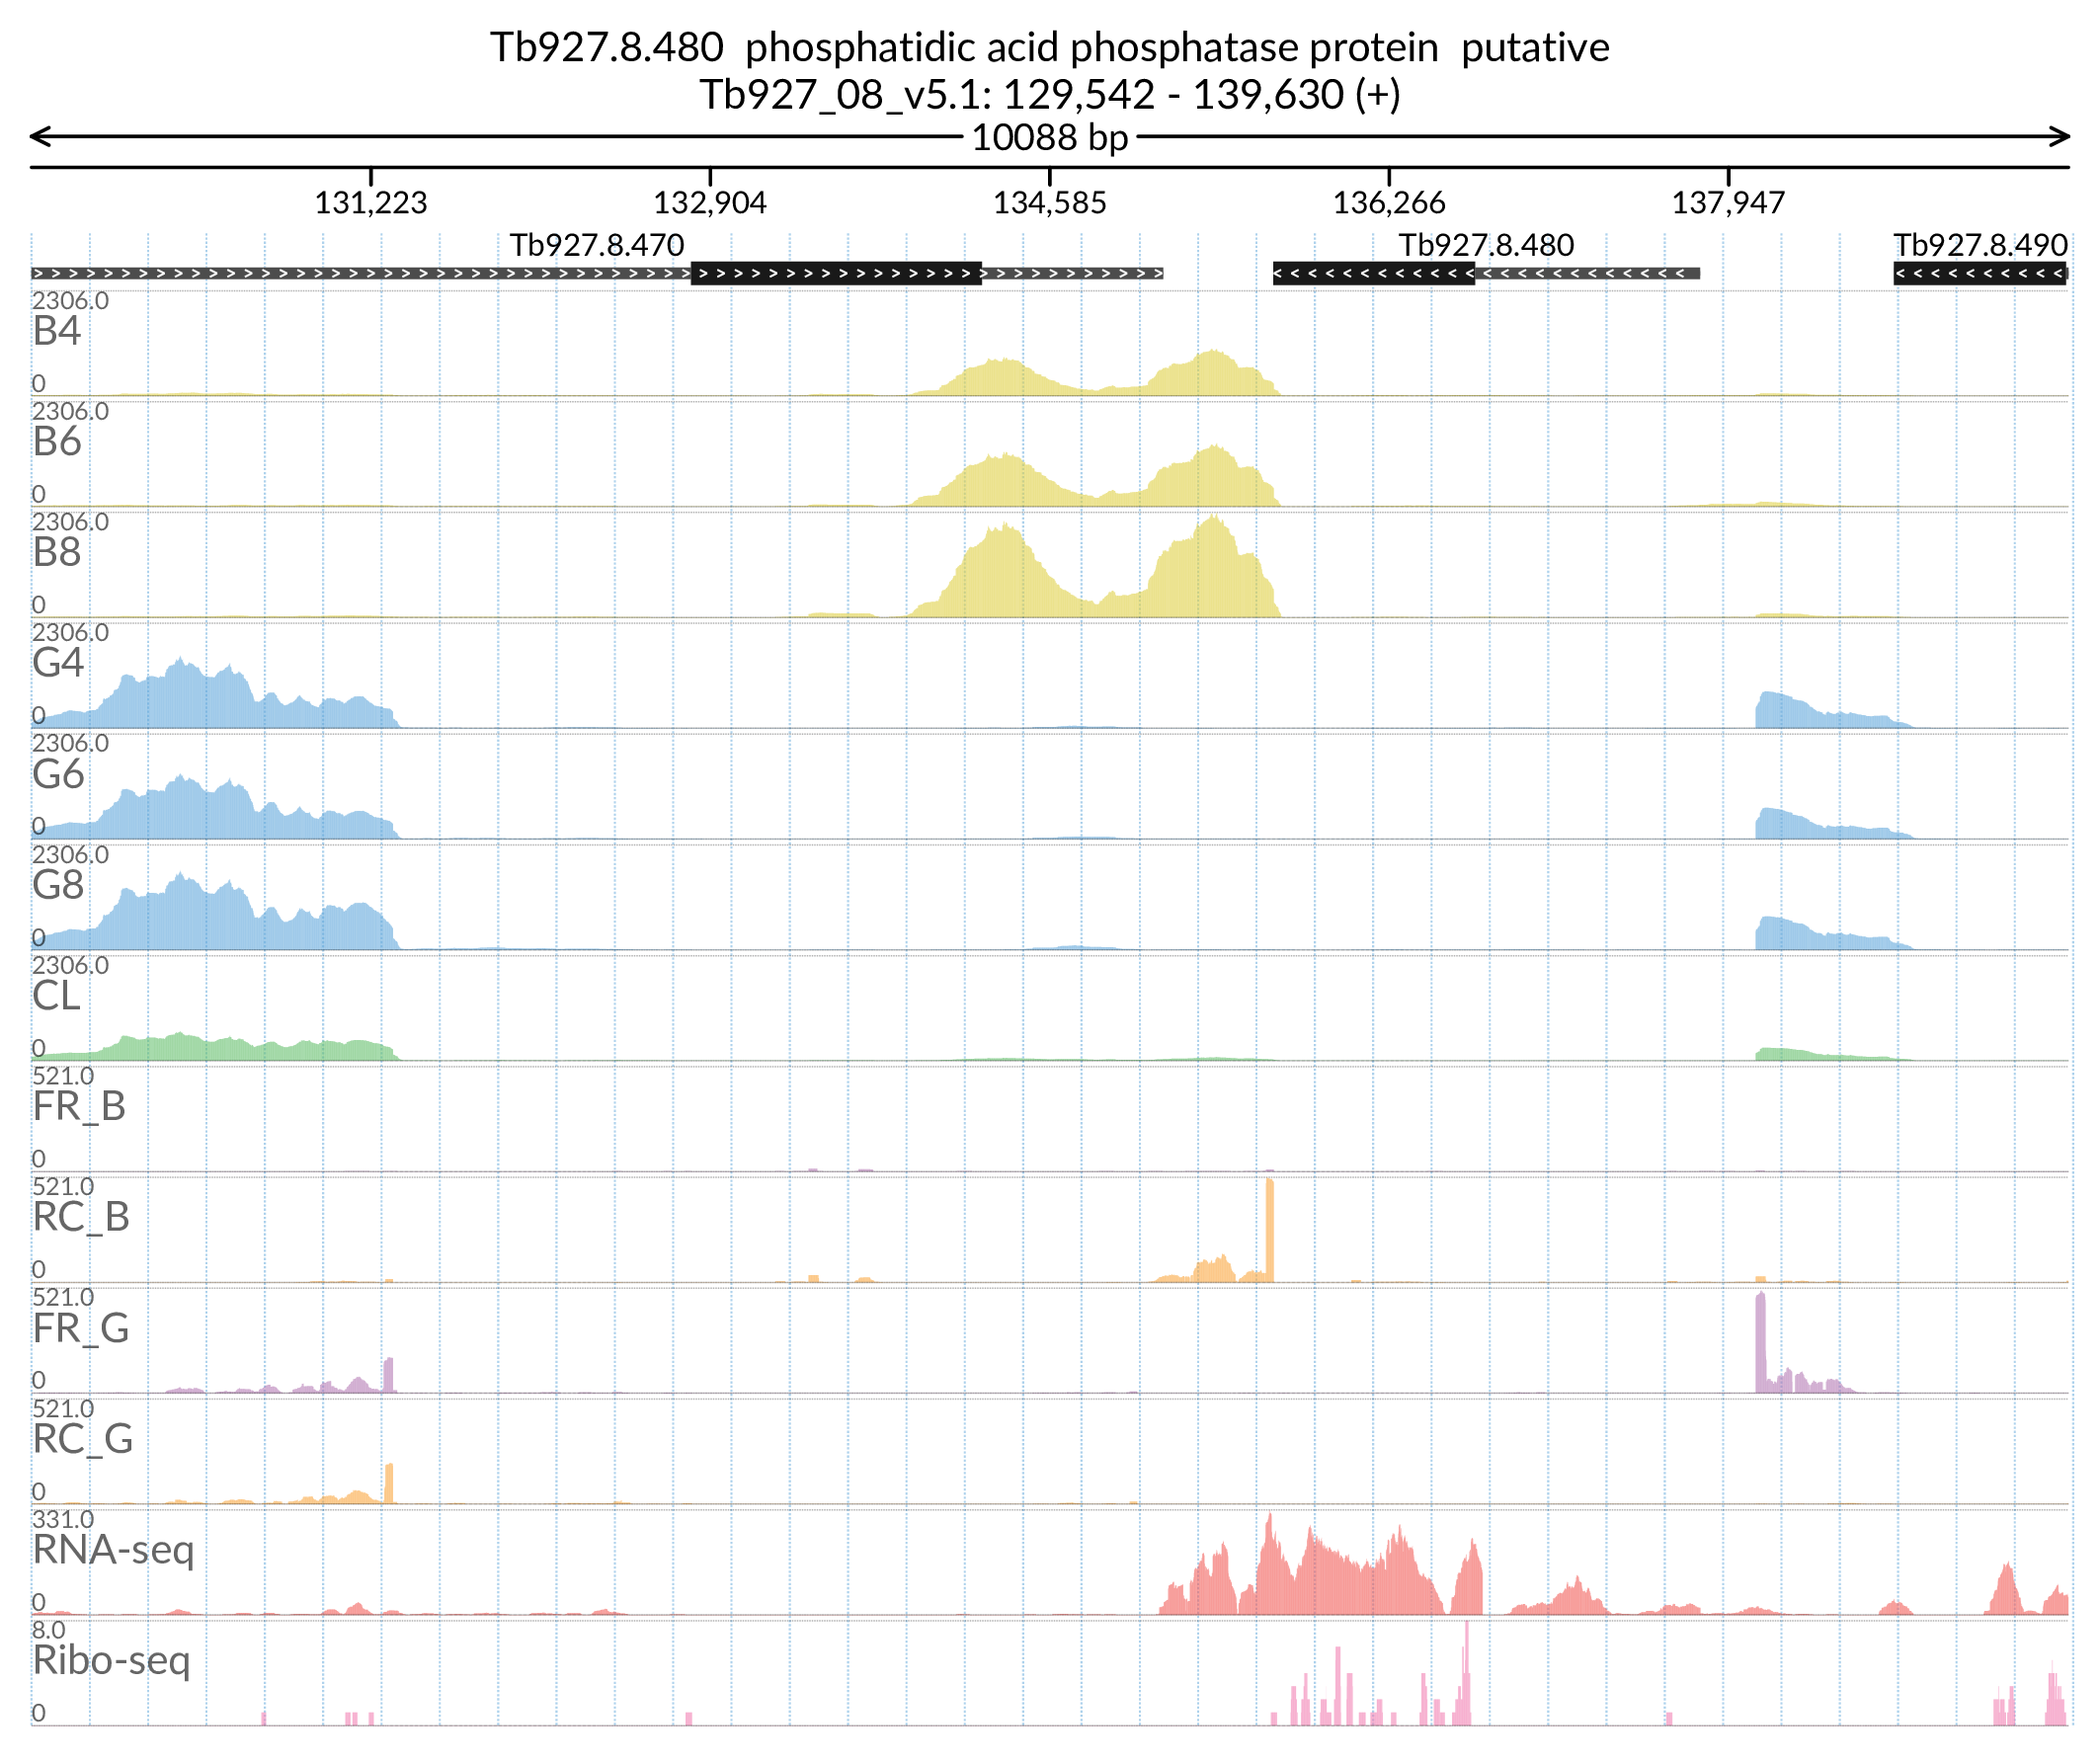 Tb927.8.480  phosphatidic acid phosphatase protein  putative
Tb927_08_v5.1: 129,542 - 139,630 (+)
10088 bp
131,223 132,904 134,585 136,266 137,947
Tb927.8.470 Tb927.8.480 Tb927.8.490
2306.0
B4
0
2306.0
B6
0
2306.0
B8
0
2306.0
G4
0
2306.0
G6
0
2306.0
G8
0
2306.0
CL
0
521.0
FR_B
0
521.0
RC_B
0
521.0
FR_G
0
521.0
RC_G
0
331.0
RNA-seq
0
8.0
Ribo-seq
0